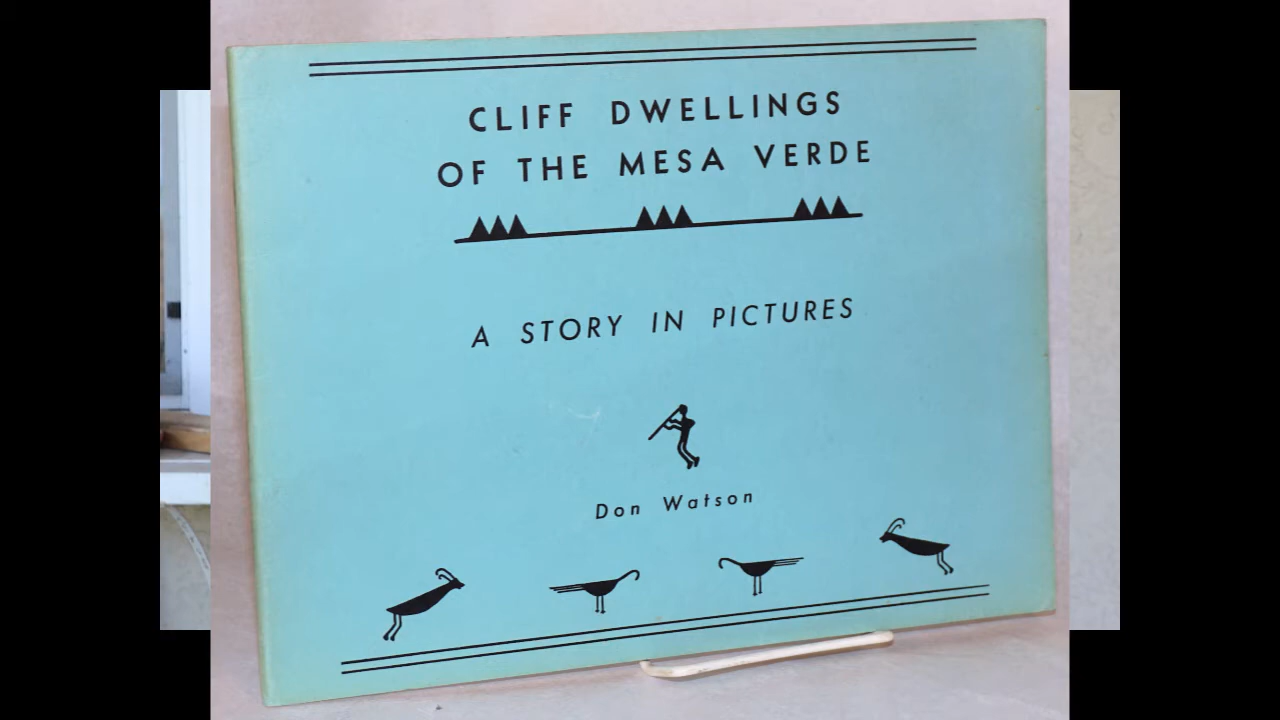 CLIFF DWELLINGS
OF THE MESA VERDE
A STORY IN PICTURES
Don Watson